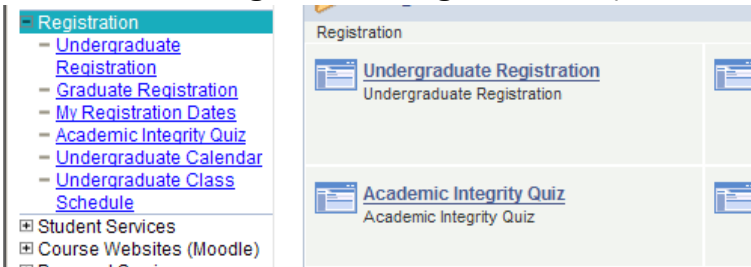 Registration
Undergraduate
Registration
Graduate Registration
My Registration Dates
Academic Integrity Quiz
Undergraduate Calendar
Undergraduate Class
Schedule
Student Services
Course Websites (Moodle)
Registration
Undergraduate Registration
Undergraduate Registration
Academic Integrity Quiz
Academic Integrity Quiz